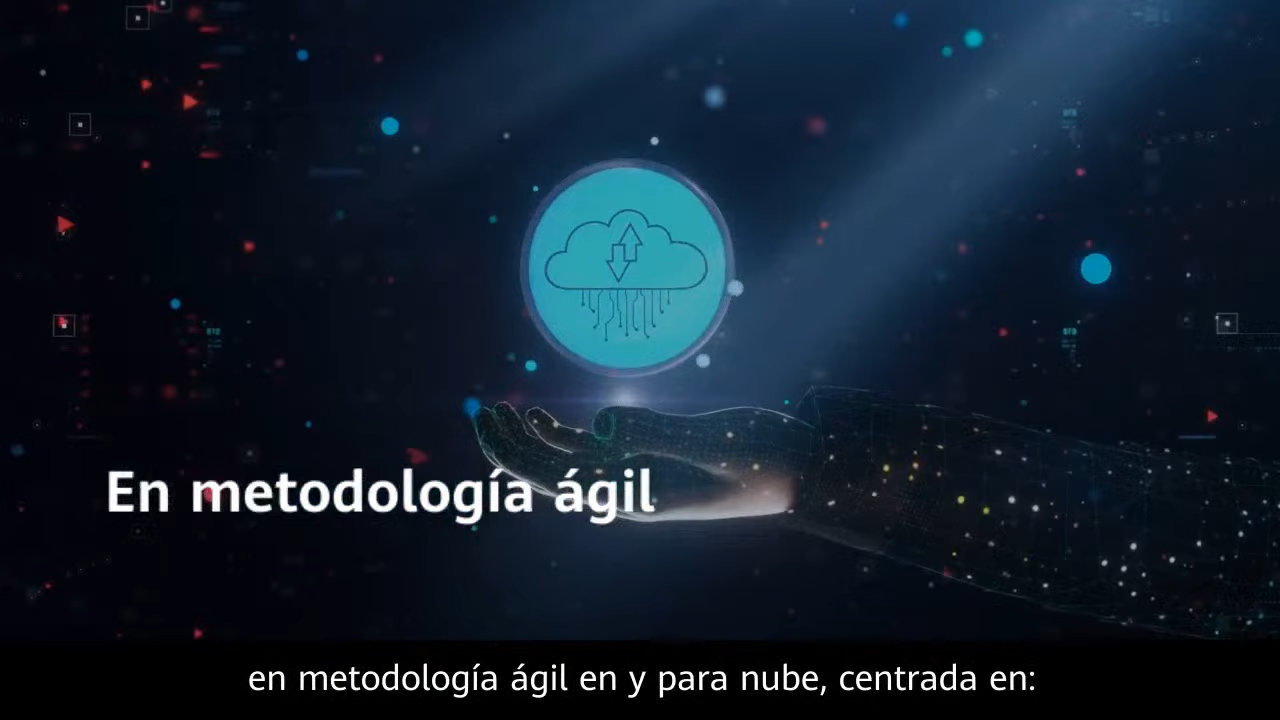 En metodología ágil
en metodología ágil en y para nube, centrada en: